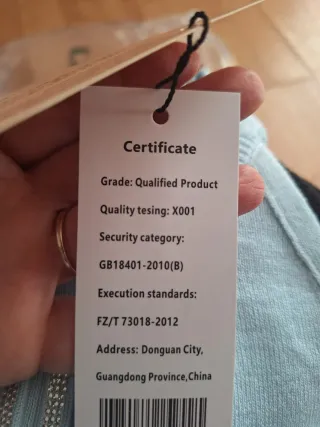 Certificate
Grade: Qualified Product
Quality tesing: X001
Security category:
GB18401-2010(B)
Execution standards:
FZ/T 73018-2012
Address: Donguan City,
Guangdong Province,China